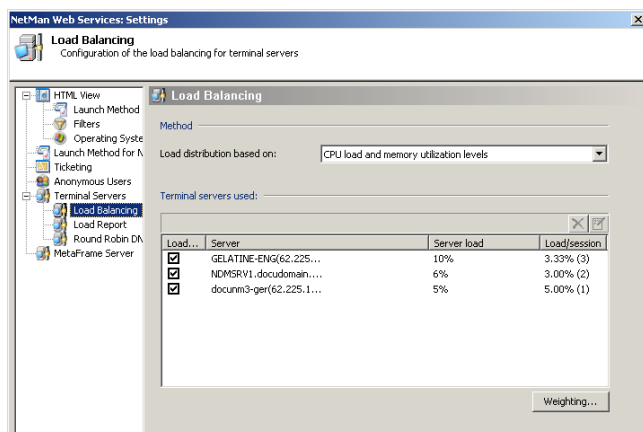 NetMan Web Services: Settings
Load Balancing
Configuration of the load balancing for terminal servers
HTML View
Launch Method
Filters
Operating Syste
Launch Method for N
Ticketing
Anonymous Users
Terminal Servers
Load Balancing
Load Report
Round Robin DN
MetaFrame Server
Load Balancing
Method
Load distribution based on: CPU load and memory utilization levels
Terminal servers used:
Load... Server Server load Load/session
GELATINE-ENG(62.225... 10% 3.33% (3)
NDMSRV1.docudomain.... 6% 3.00% (2)
docunm3-ger(62.225.1... 5% 5.00% (1)
Weighting...